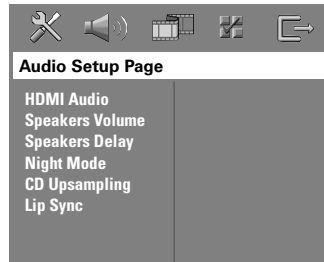 Audio Setup Page
HDMI Audio
Speakers Volume
Speakers Delay
Night Mode
CD Upsampling
Lip Sync